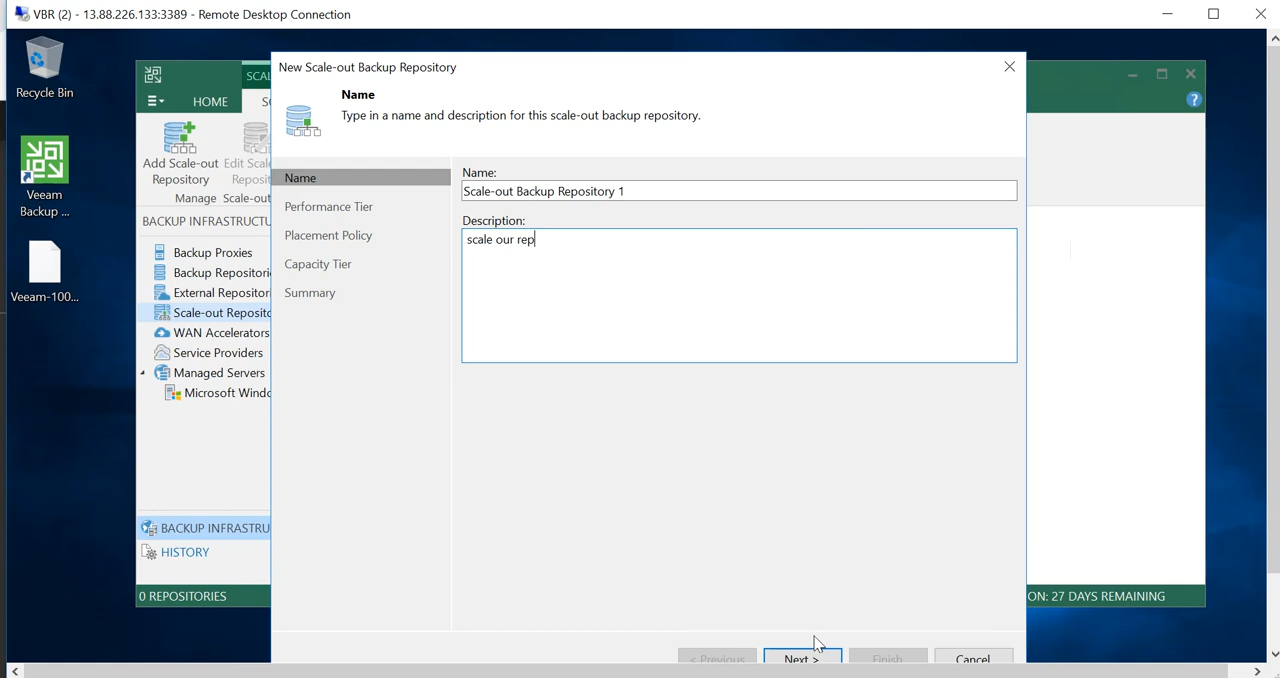 VBR (2) - 13.88.226.133:3389 - Remote Desktop Connection
Recycle Bin
Veeam
Backup ...
Veeam-100...
SCAL
HOME
Add Scale-out
Repository
Edit Scale
Reposit
Manage Scale-out
BACKUP INFRASTRUCTU
Backup Proxies
Backup Repositori
External Repositor
Scale-out Reposito
WAN Accelerators
Service Providers
Managed Servers
Microsoft Windo
BACKUP INFRASTRU
HISTORY
0 REPOSITORIES
New Scale-out Backup Repository
Name
Type in a name and description for this scale-out backup repository.
Name
Performance Tier
Placement Policy
Capacity Tier
Summary
Name:
Scale-out Backup Repository 1
Description:
scale our rep
< Previous
Next >
Finish
Cancel
ON: 27 DAYS REMAINING